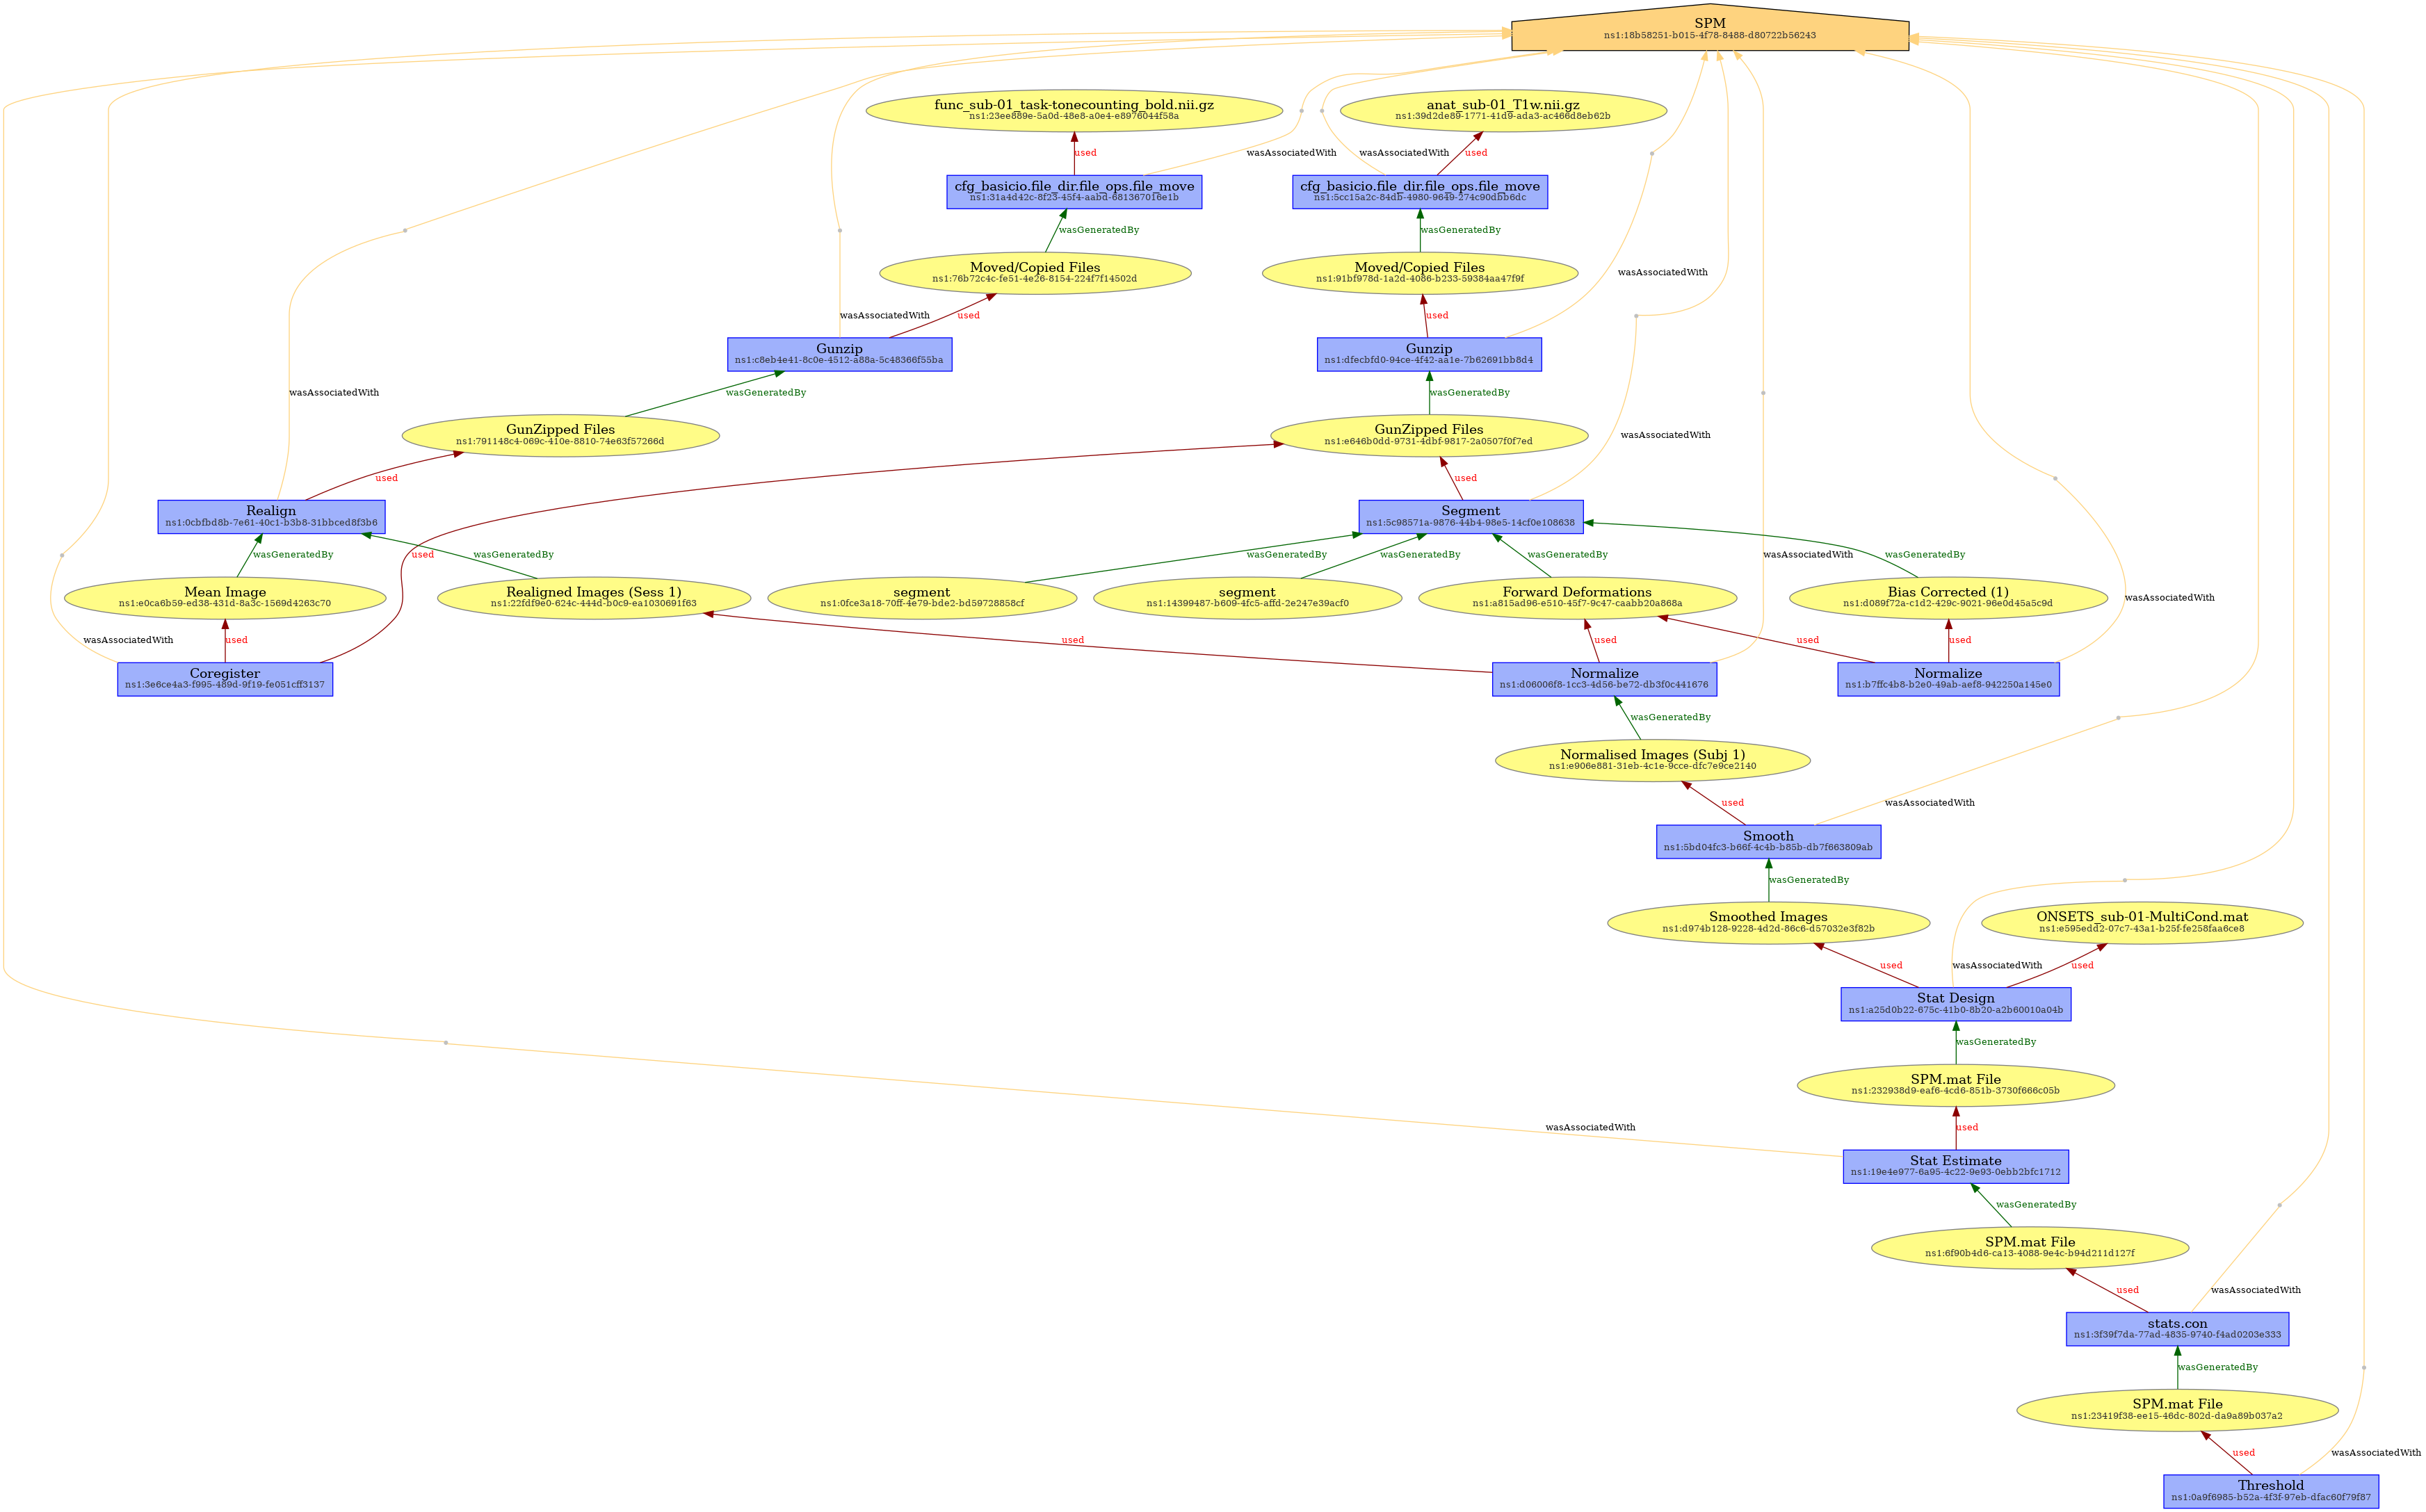 SPM
ns1:18b58251-b015-4f78-8488-d80722b56243
func_sub-01_task-tonecounting_bold.nii.gz
ns1:23ee889e-5a0d-48e8-a0e4-e8976044f58a
anat_sub-01_T1w.nii.gz
ns1:39d2de89-1771-41d9-ada3-ac466d8eb62b
used
wasAssociatedWith
wasAssociatedWith
used
cfg_basicio.file_dir.file_ops.file_move
ns1:31a4d42c-8f23-45f4-aabd-681367016e1b
cfg_basicio.file_dir.file_ops.file_move
ns1:5cc15a2c-84db-4980-9649-274c90dbb6dc
wasGeneratedBy
wasGeneratedBy
Moved/Copied Files
ns1:76b72c4c-fe51-4e26-8154-224f7f14502d
Moved/Copied Files
ns1:91bf978d-1a2d-4086-b233-59384aa47f9f
wasAssociatedWith
wasAssociatedWith
used
used
Gunzip
ns1:c8eb4e41-8c0e-4512-a88a-5c48366f55ba
Gunzip
ns1:dfecbfd0-94ce-4f42-aa1e-7b62691bb8d4
wasAssociatedWith
wasGeneratedBy
wasGeneratedBy
GunZipped Files
ns1:791148c4-069c-410e-8810-74e63f57266d
GunZipped Files
ns1:e646b0dd-9731-4dbf-9817-2a0507f0f7ed
wasAssociatedWith
used
used
Realign
ns1:0cbfbd8b-7e61-40c1-b3b8-31bbced8f3b6
Segment
ns1:5c98571a-9876-44b4-98e5-14cf0e108638
wasGeneratedBy
used
wasGeneratedBy
wasGeneratedBy
wasGeneratedBy
wasGeneratedBy
wasAssociatedWith
wasGeneratedBy
Mean Image
ns1:e0ca6b59-ed38-431d-8a3c-1569d4263c70
Realigned Images (Sess 1)
ns1:22fdf9e0-624c-444d-b0c9-ea1030691f63
segment
ns1:0fce3a18-70ff-4e79-bde2-bd59728858cf
segment
ns1:14399487-b609-4fc5-affd-2e247e39acf0
Forward Deformations
ns1:a815ad96-e510-45f7-9c47-caabb20a868a
Bias Corrected (1)
ns1:d089f72a-c1d2-429c-9021-96e0d45a5c9d
wasAssociatedWith
wasAssociatedWith
used
used
used
used
used
Coregister
ns1:3e6ce4a3-f995-489d-9f19-fe051cff3137
Normalize
ns1:d06006f8-1cc3-4d56-be72-db3f0c441676
Normalize
ns1:b7ffc4b8-b2e0-49ab-aef8-942250a145e0
wasGeneratedBy
Normalised Images (Subj 1)
ns1:e906e881-31eb-4c1e-9cce-dfc7e9ce2140
used
wasAssociatedWith
Smooth
ns1:5bd04fc3-b66f-4c4b-b85b-db7f663809ab
wasGeneratedBy
Smoothed Images
ns1:d974b128-9228-4d2d-86c6-d57032e3f82b
ONSETS_sub-01-MultiCond.mat
ns1:e595edd2-07c7-43a1-b25f-fe258faa6ce8
used
wasAssociatedWith
used
Stat Design
ns1:a25d0b22-675c-41b0-8b20-a2b60010a04b
wasGeneratedBy
SPM.mat File
ns1:232938d9-eaf6-4cd6-851b-3730f666c05b
wasAssociatedWith
used
Stat Estimate
ns1:19e4e977-6a95-4c22-9e93-0ebb2bfc1712
wasGeneratedBy
SPM.mat File
ns1:6f90b4d6-ca13-4088-9e4c-b94d211d127f
used
wasAssociatedWith
stats.con
ns1:3f39f7da-77ad-4835-9740-f4ad0203e333
wasGeneratedBy
SPM.mat File
ns1:23419f38-ee15-46dc-802d-da9a89b037a2
used
wasAssociatedWith
Threshold
ns1:0a9f6985-b52a-4f3f-97eb-dfac60f79f87